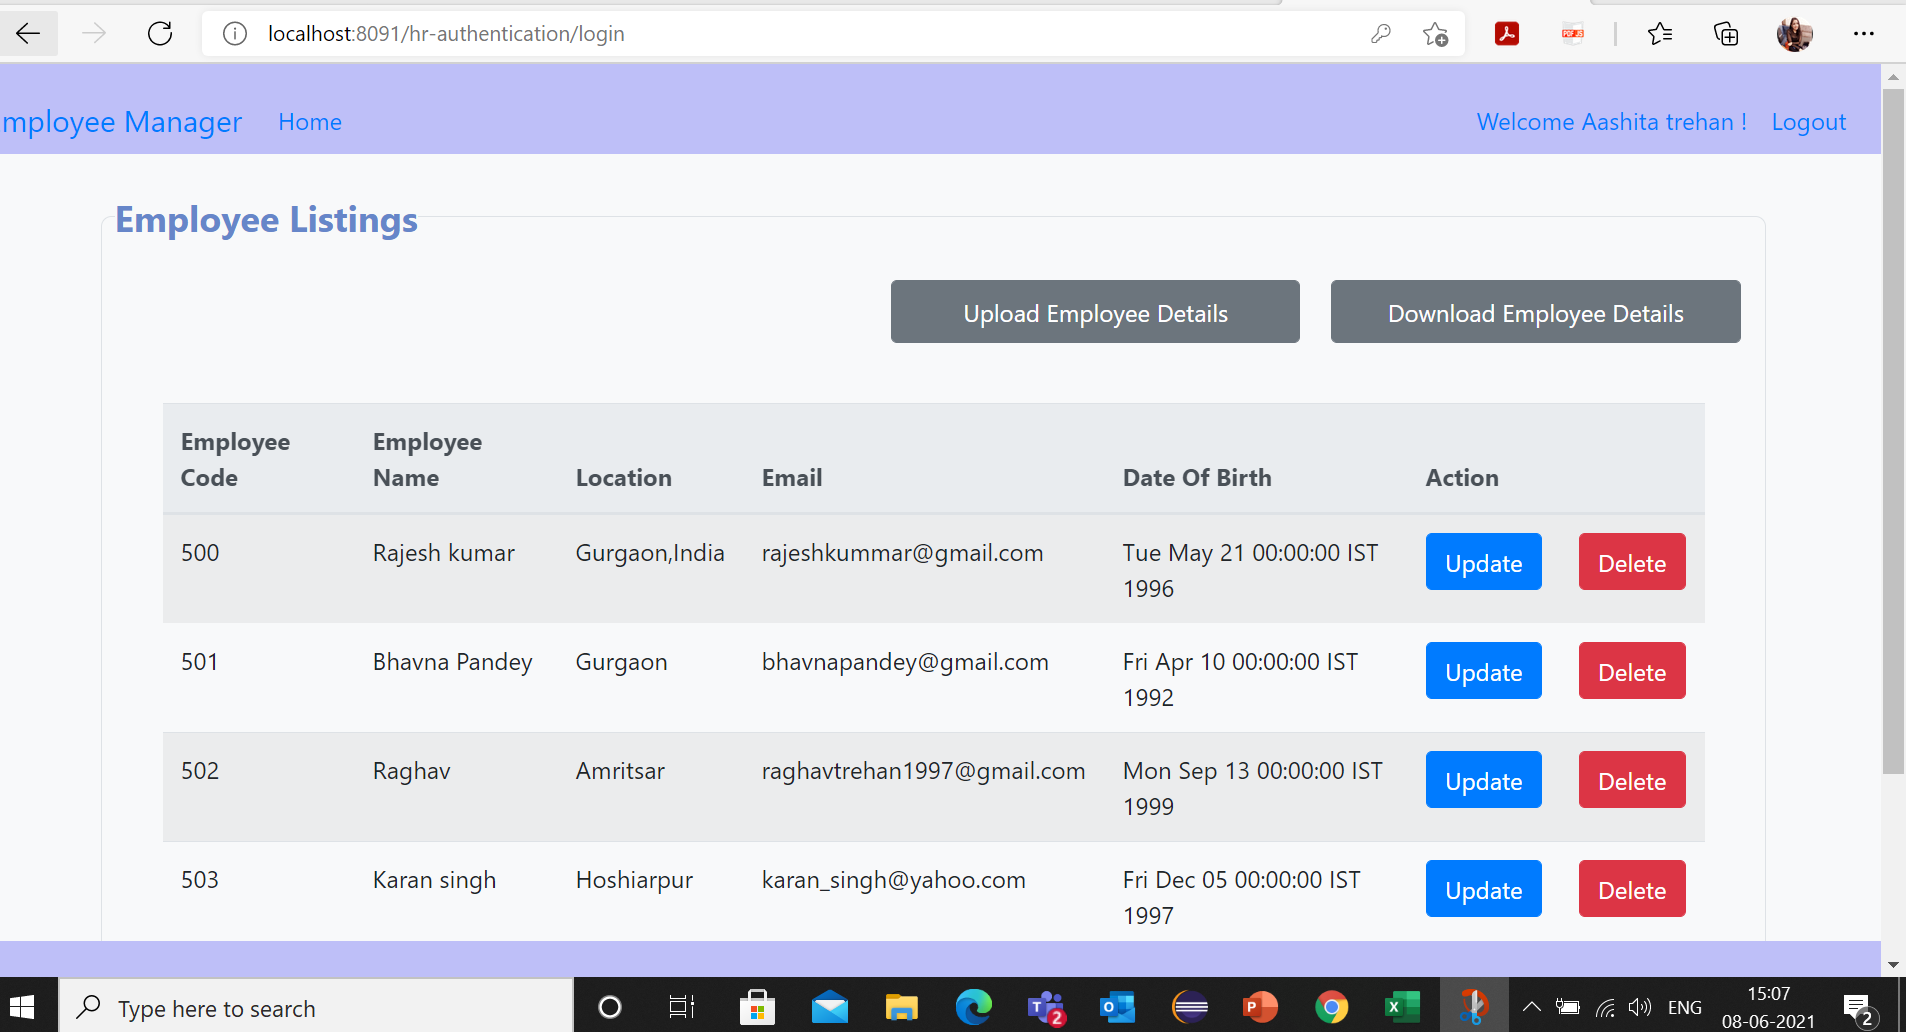 localhost:8091/hr-authentication/login
mployee Manager Home Welcome Aashita trehan ! Logout
Employee Listings
Upload Employee Details Download Employee Details
Employee Code Employee Name Location Email Date Of Birth Action
500 Rajesh kumar Gurgaon,India rajeshkummar@gmail.com Tue May 21 00:00:00 IST 1996 Update Delete
501 Bhavna Pandey Gurgaon bhavnapandey@gmail.com Fri Apr 10 00:00:00 IST 1992 Update Delete
502 Raghav Amritsar raghavtrehan1997@gmail.com Mon Sep 13 00:00:00 IST 1999 Update Delete
503 Karan singh Hoshiarpur karan_singh@yahoo.com Fri Dec 05 00:00:00 IST 1997 Update Delete
Type here to search
ENG
15:07
08-06-2021
2
2